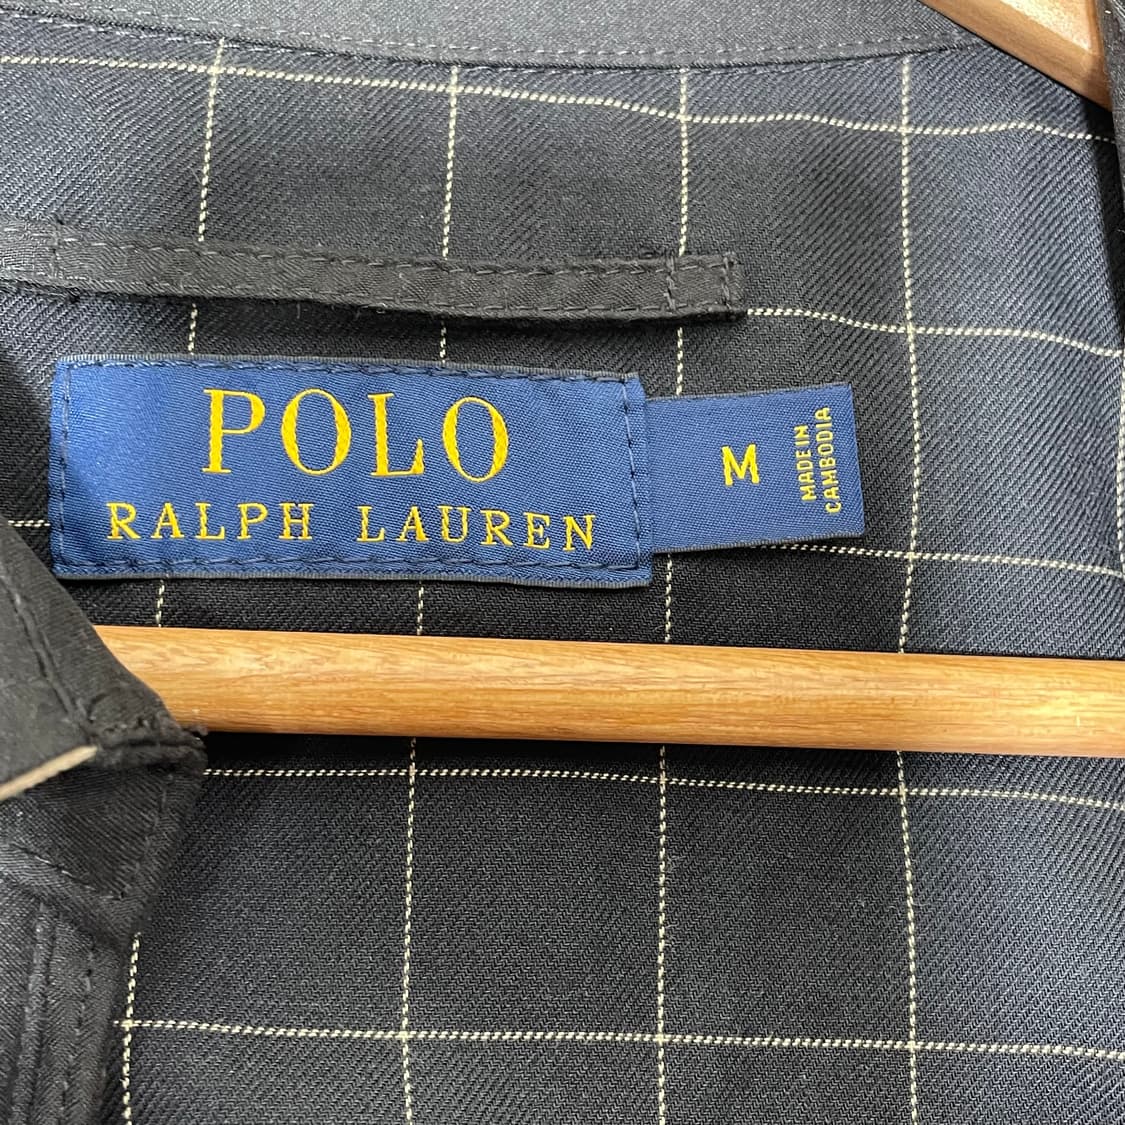 POLO
RALPH LAUREN
M
MADE IN
CAMBODIA